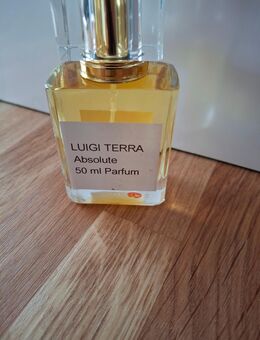 LUIGI TERRA
Absolute
50 ml Parfum